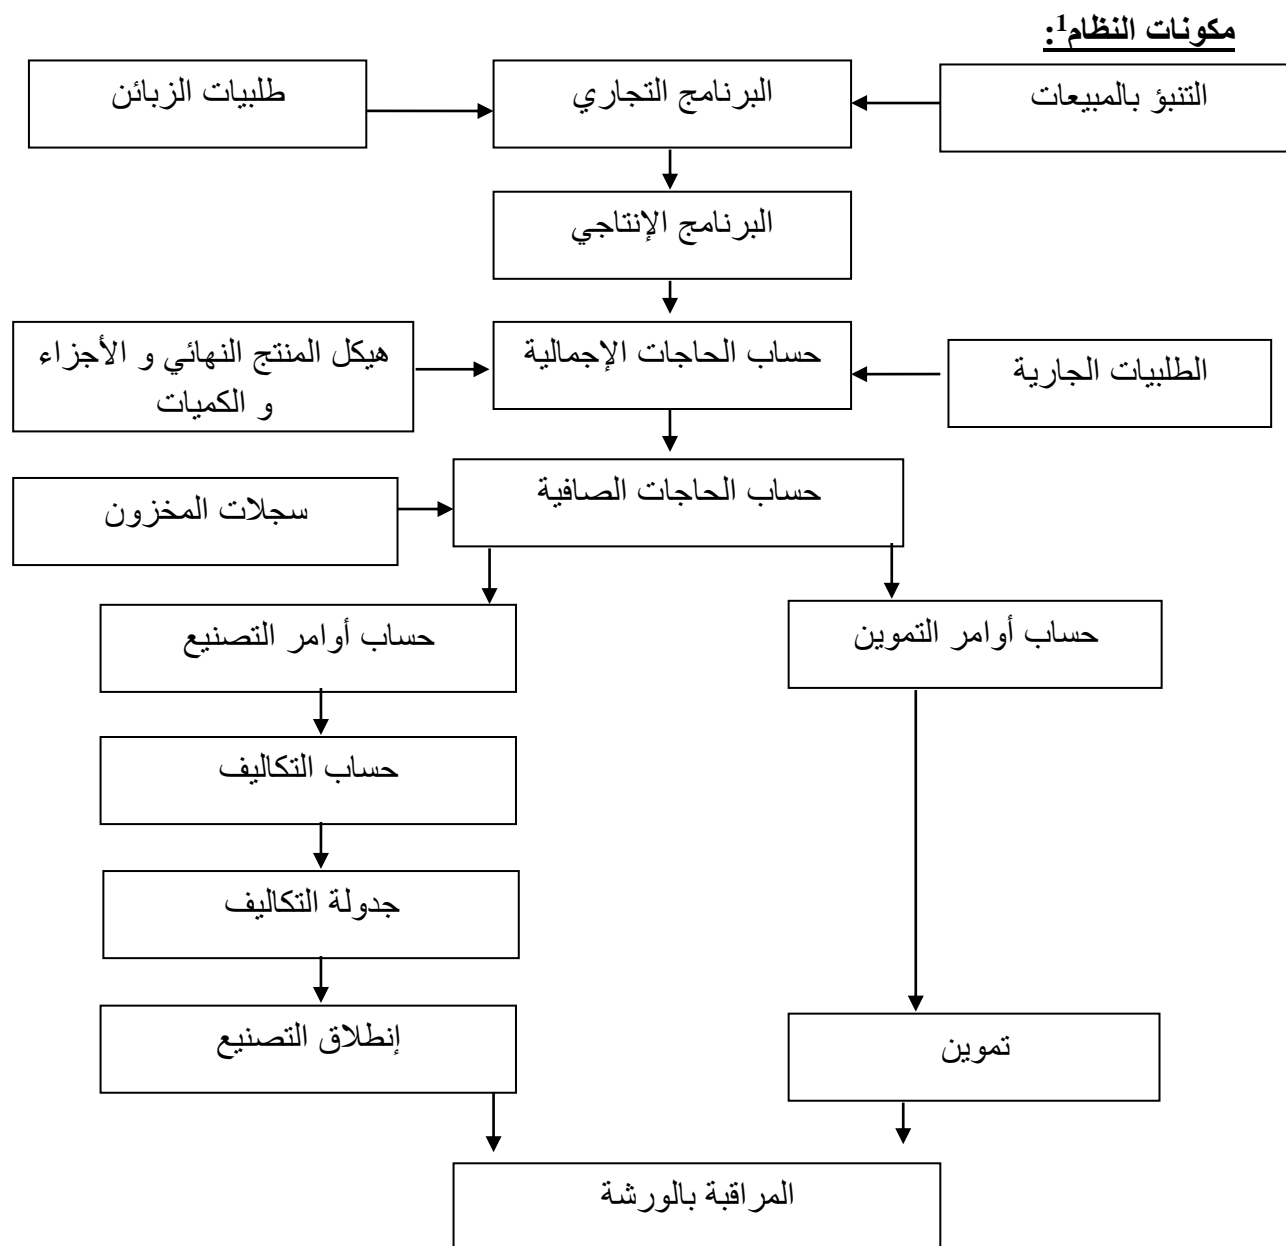 مكونات النظام1:
التنبؤ بالمبيعات
البرنامج التجاري
طلبيات الزبائن
البرنامج الإنتاجي
الطلبيات الجارية
حساب الحاجات الإجمالية
هيكل المنتج النهائي و الأجزاء
و الكميات
حساب الحاجات الصافية
سجلات المخزون
حساب أوامر التموين
حساب أوامر التصنيع
حساب التكاليف
جدولة التكاليف
إنطلاق التصنيع
تموين
المراقبة بالورشة